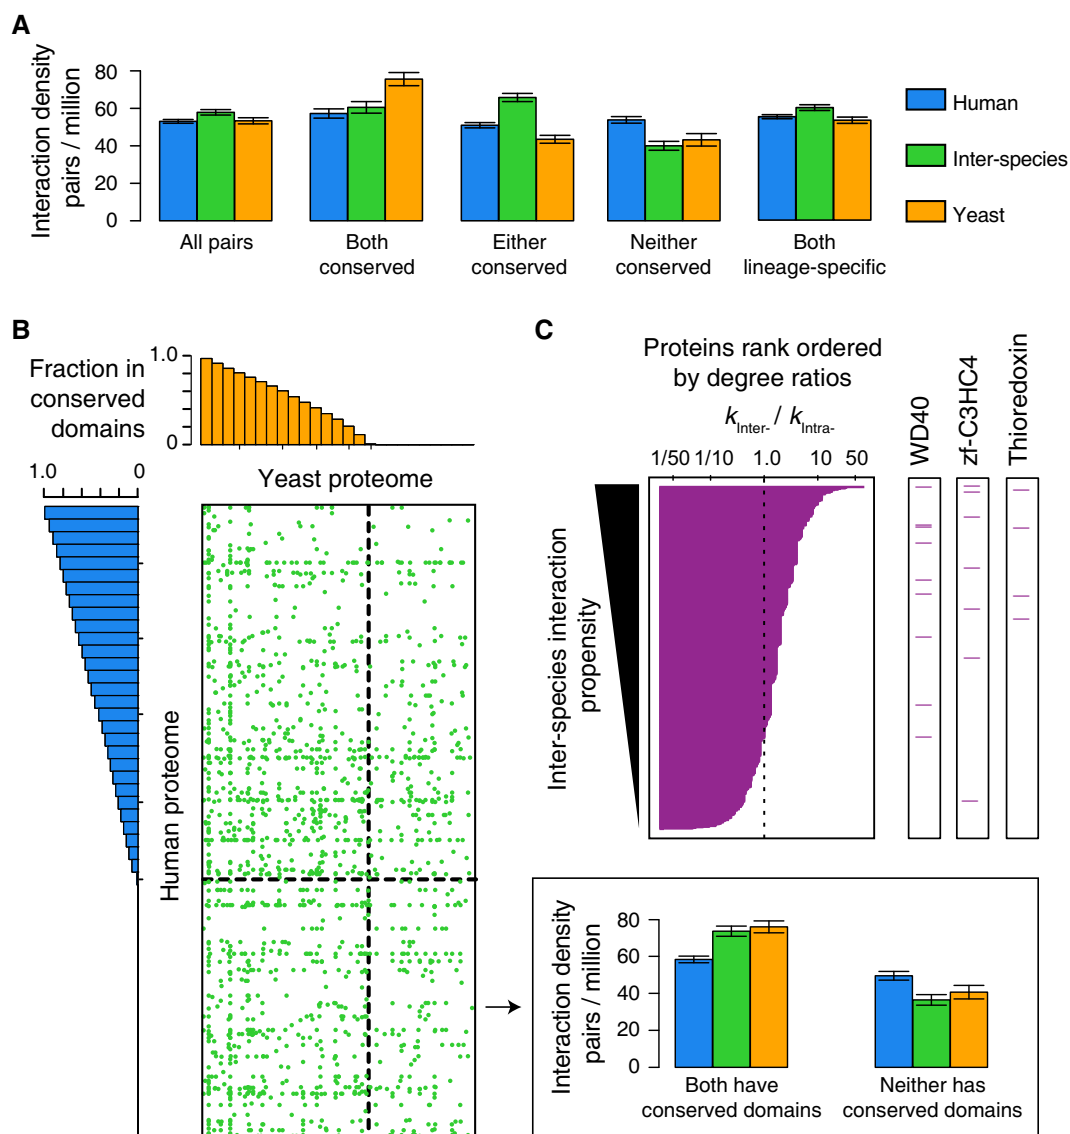 A
Interaction density
pairs / million
80
60
40
20
0
All pairs
Both
conserved
Either
conserved
Neither
conserved
Both
lineage-specific
Human
Inter-species
Yeast
B
Fraction in
conserved
domains
1.0
0
1.0
0
Yeast proteome
Human proteome
C
Proteins rank ordered
by degree ratios
kInter- / kIntra-
1/50 1/10 1.0 10 50
Inter-species interaction
propensity
WD40
zf-C3HC4
Thioredoxin
Interaction density
pairs / million
80
60
40
20
0
Both have
conserved domains
Neither has
conserved domains